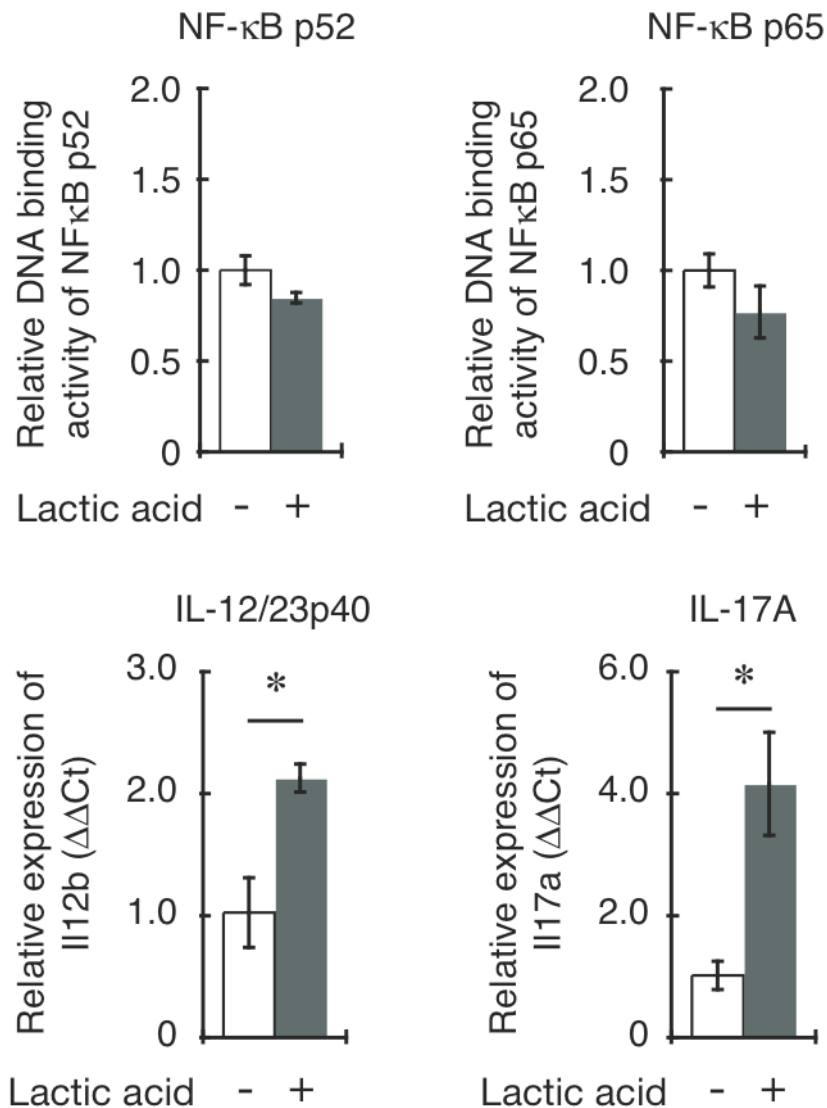 NF-κB p52
Relative DNA binding
activity of NFκB p52
2.0
1.5
1.0
0.5
0
Lactic acid - +
NF-κB p65
Relative DNA binding
activity of NFκB p65
2.0
1.5
1.0
0.5
0
Lactic acid - +
IL-12/23p40
Relative expression of
Il12b (ΔΔCt)
3.0
2.0
1.0
0
*
Lactic acid - +
IL-17A
Relative expression of
Il17a (ΔΔCt)
6.0
4.0
2.0
0
*
Lactic acid - +